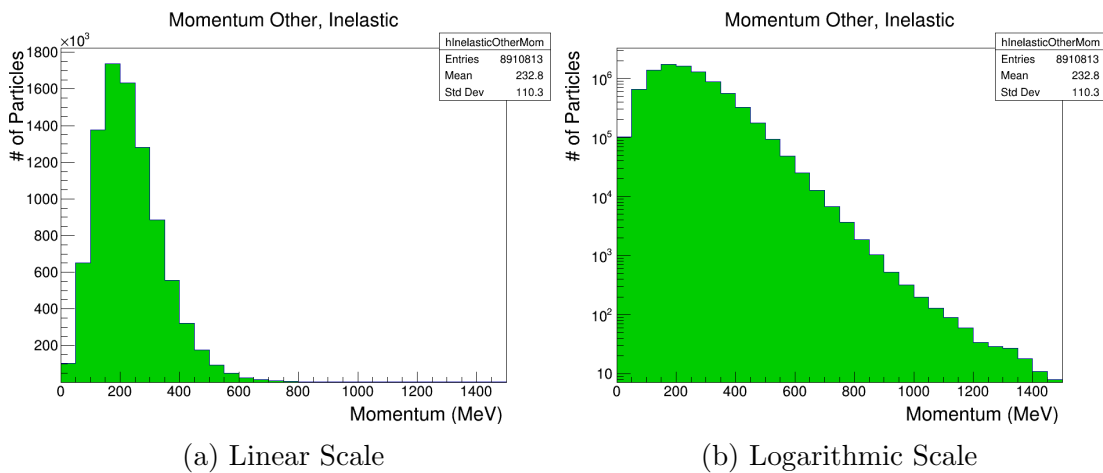 Momentum Other, Inelastic
×10³
# of Particles
hInelasticOtherMom
Entries 8910813
Mean 232.8
Std Dev 110.3
1800
1600
1400
1200
1000
800
600
400
200
0 200 400 600 800 1000 1200 1400
Momentum (MeV)
(a) Linear Scale
Momentum Other, Inelastic
# of Particles
hInelasticOtherMom
Entries 8910813
Mean 232.8
Std Dev 110.3
10⁶
10⁵
10⁴
10³
10²
10
0 200 400 600 800 1000 1200 1400
Momentum (MeV)
(b) Logarithmic Scale